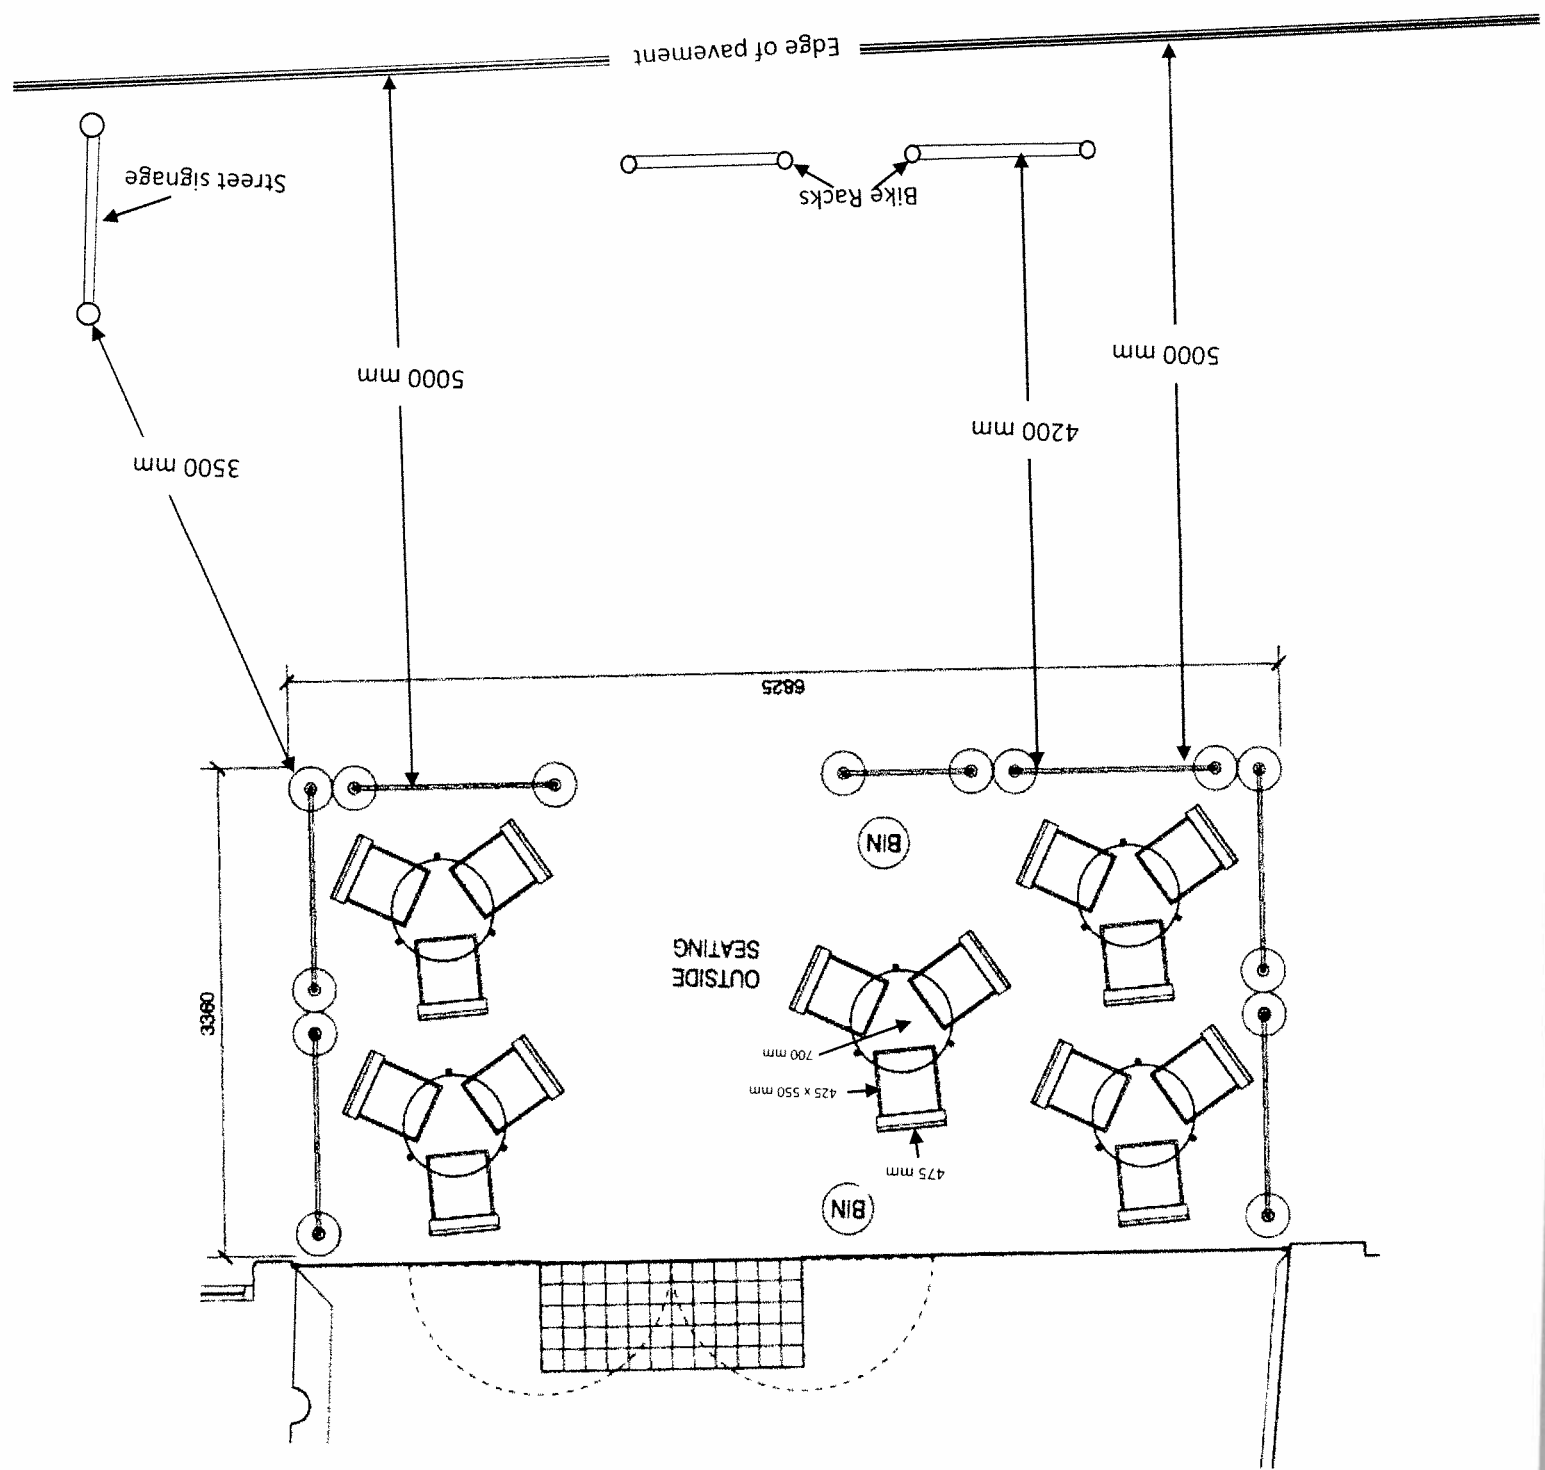 475 mm
BIN
425 x 550 mm
700 mm
3360
OUTSIDE
SEATING
BIN
6825
3500 mm
4200 mm
5000 mm
5000 mm
Bike Racks
Street signage
Edge of pavement